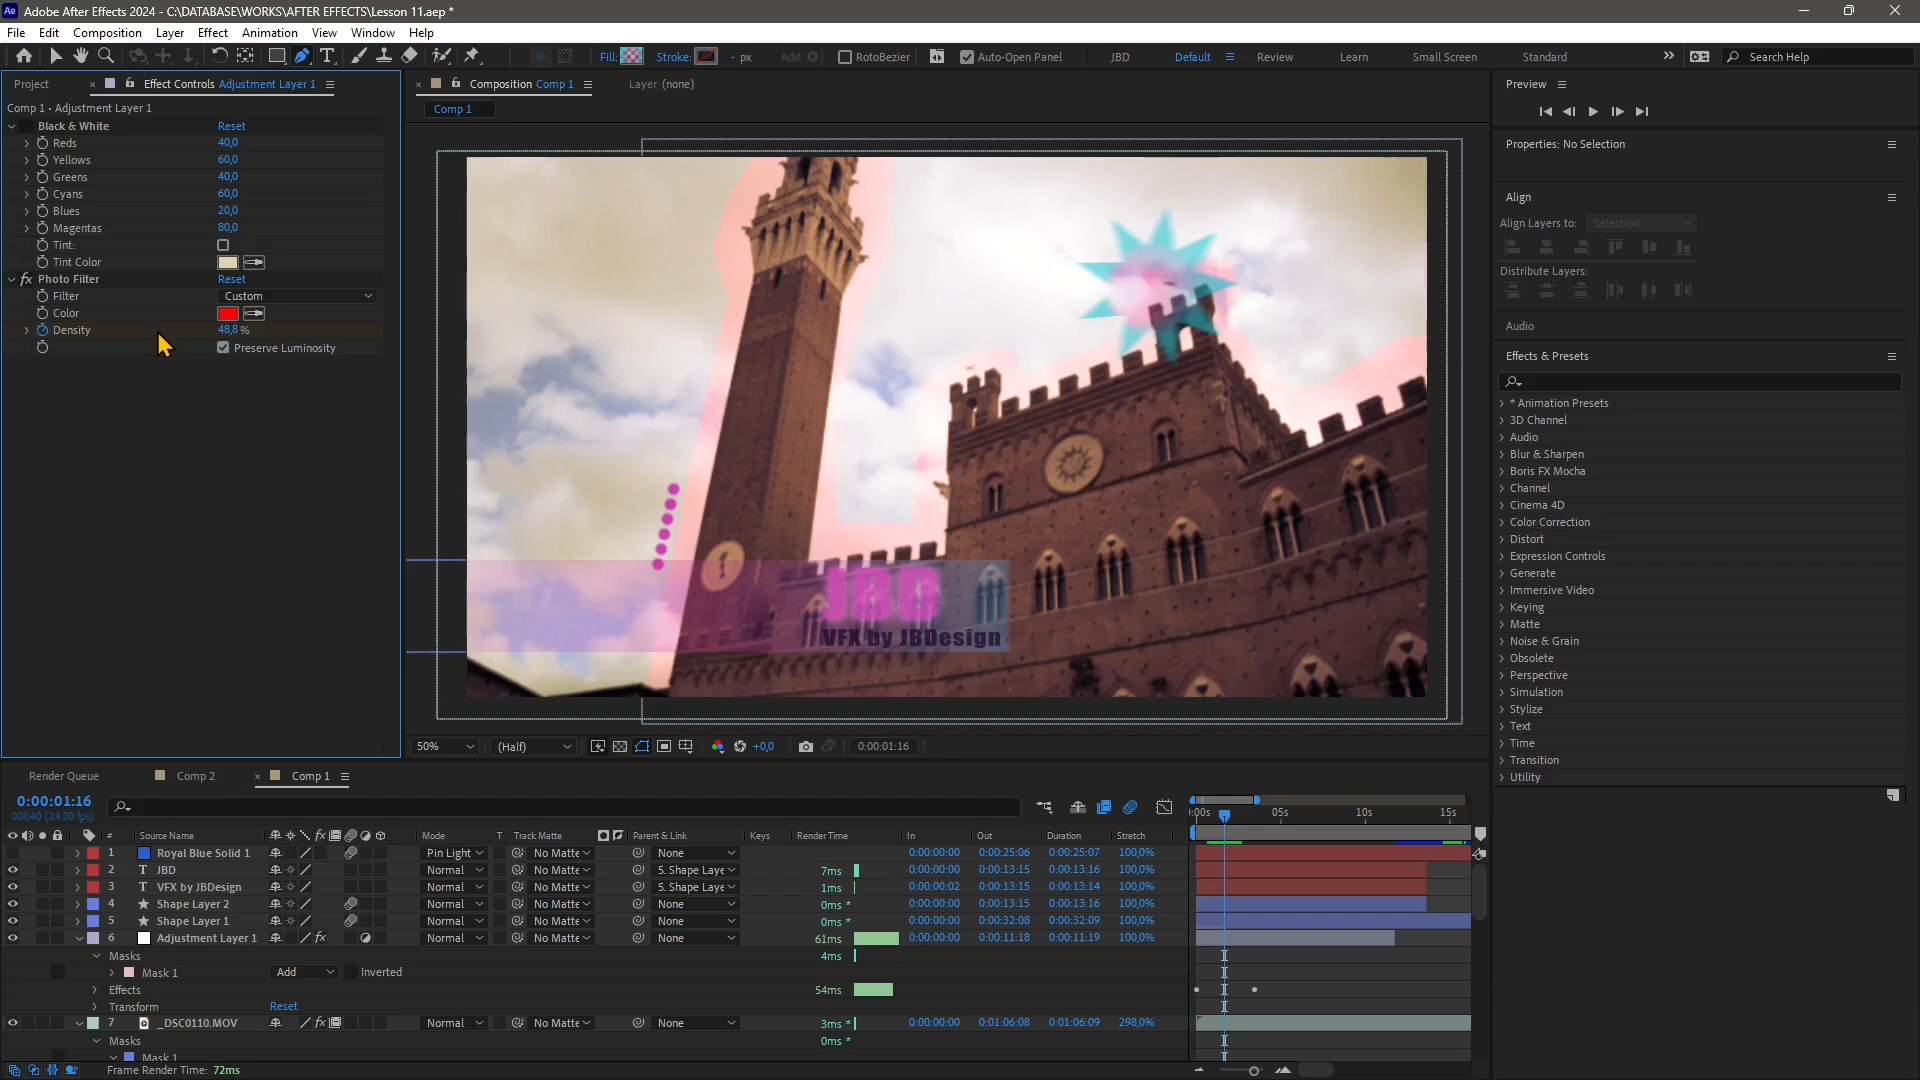 Adobe After Effects 2024 - C:\DATABASE\WORKS\AFTER EFFECTS\Lesson 11.aep *
File Edit Composition Layer Effect Animation View Window Help
Fill: Stroke: - px Add: RotoBezier Auto-Open Panel JBD Default Review Learn Small Screen Standard Search Help
Project Effect Controls Adjustment Layer 1
Comp 1 • Adjustment Layer 1
Black & White Reset
Reds 40,0
Yellows 60,0
Greens 40,0
Cyans 60,0
Blues 20,0
Magentas 80,0
Tint:
Tint Color
fx Photo Filter Reset
Filter Custom
Color
Density 48,8 %
Preserve Luminosity
Composition Comp 1 Layer (none)
Comp 1
JBD
VFX by JBDesign
50% (Half) +0,0 0:00:01:16
Preview
Properties: No Selection
Align
Align Layers to: Selection
Distribute Layers:
Audio
Effects & Presets
* Animation Presets
3D Channel
Audio
Blur & Sharpen
Boris FX Mocha
Channel
Cinema 4D
Color Correction
Distort
Expression Controls
Generate
Immersive Video
Keying
Matte
Noise & Grain
Obsolete
Perspective
Simulation
Stylize
Text
Time
Transition
Utility
Render Queue Comp 2 Comp 1
0:00:01:16
00040 (24.00 fps)
:00s 05s 10s 15s
# Source Name Mode T Track Matte Parent & Link Keys Render Time In Out Duration Stretch
1 Royal Blue Solid 1 Pin Light No Matte None 0:00:00:00 0:00:25:06 0:00:25:07 100,0%
2 T JBD Normal No Matte 5. Shape Laye 7ms 0:00:00:00 0:00:13:15 0:00:13:16 100,0%
3 T VFX by JBDesign Normal No Matte 5. Shape Laye 1ms 0:00:00:02 0:00:13:15 0:00:13:14 100,0%
4 Shape Layer 2 Normal No Matte None 0ms * 0:00:00:00 0:00:13:15 0:00:13:16 100,0%
5 Shape Layer 1 Normal No Matte None 0ms * 0:00:00:00 0:00:32:08 0:00:32:09 100,0%
6 Adjustment Layer 1 fx Normal No Matte None 61ms 0:00:00:00 0:00:11:18 0:00:11:19 100,0%
Masks 4ms
Mask 1 Add Inverted
Effects 54ms
Transform Reset
7 _DSC0110.MOV fx Normal No Matte None 3ms * 0:00:00:00 0:01:06:08 0:01:06:09 298,0%
Masks 0ms *
Mask 1
Frame Render Time: 72ms